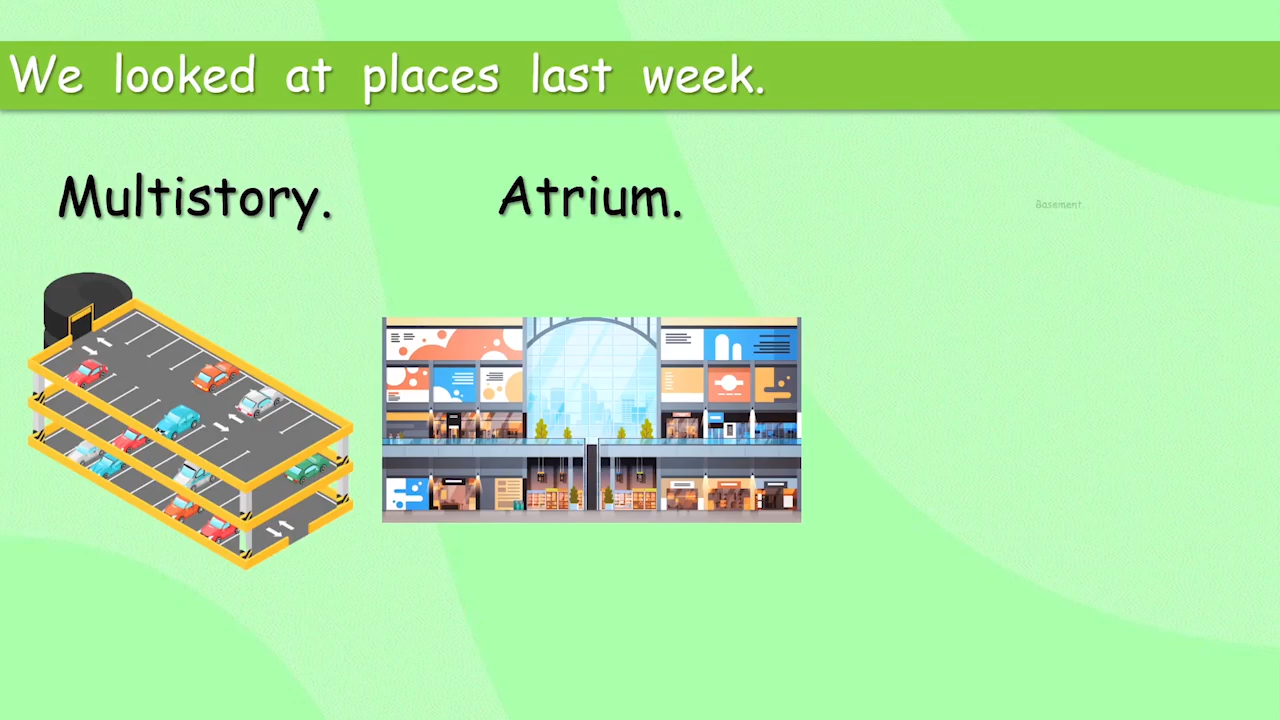 We looked at places last week.
Multistory. Atrium. Basement.